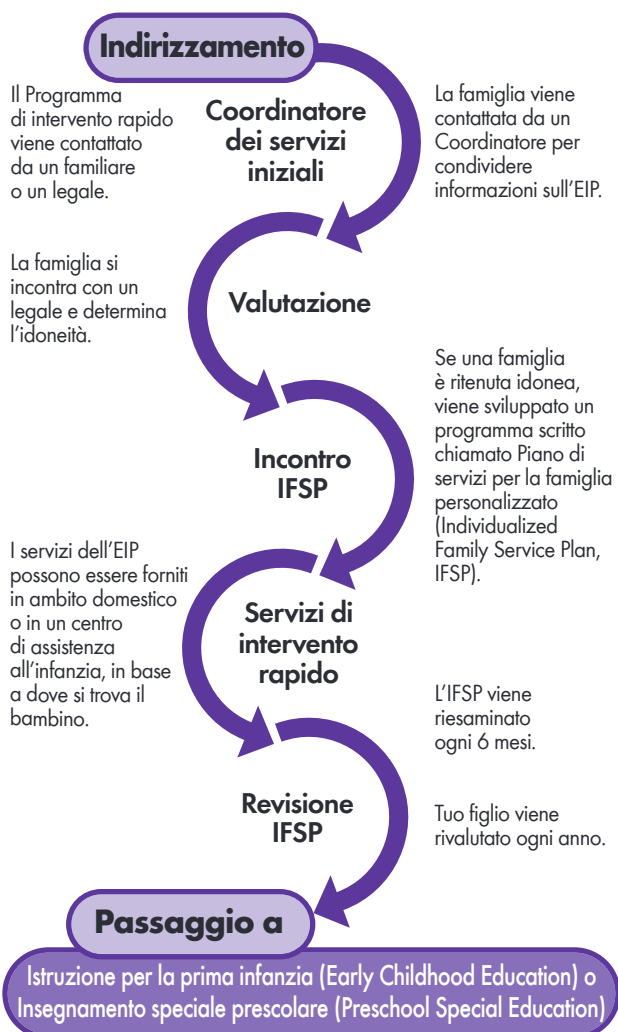 Indirizzamento
Il Programma
di intervento rapido
viene contattato
da un familiare
o un legale.
Coordinatore
dei servizi
iniziali
La famiglia viene
contattata da un
Coordinatore per
condividere
informazioni sull’EIP.
La famiglia si
incontra con un
legale e determina
l’idoneità.
Valutazione
Se una famiglia
è ritenuta idonea,
viene sviluppato un
programma scritto
chiamato Piano di
servizi per la famiglia
personalizzato
(Individualized
Family Service Plan,
IFSP).
Incontro
IFSP
I servizi dell’EIP
possono essere forniti
in ambito domestico
o in un centro
di assistenza
all’infanzia, in base
a dove si trova il
bambino.
Servizi di
intervento
rapido
L’IFSP viene
riesaminato
ogni 6 mesi.
Revisione
IFSP
Tuo figlio viene
rivalutato ogni anno.
Passaggio a
Istruzione per la prima infanzia (Early Childhood Education) o
Insegnamento speciale prescolare (Preschool Special Education)